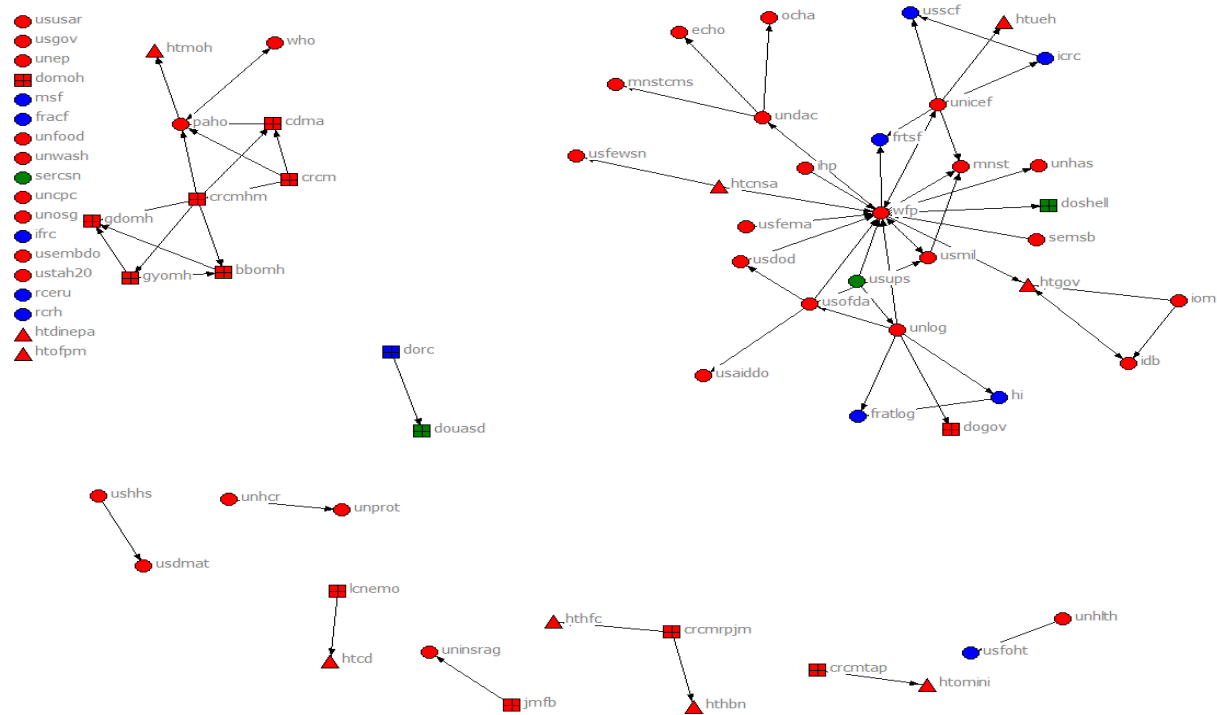 ususar
usgov
unep
domoh
msf
fracf
unfood
unwash
sercsn
uncpc
unosg
ifrc
usembdo
ustah20
rceru
rcrh
htdinepa
htofpm
htmoh
who
paho
cdma
crcm
crcmhm
gdomh
gyomh
bbomh
dorc
douasd
echo
ocha
mnstcms
undac
usfewsn
htcnsa
ihp
usscf
htueh
icrc
unicef
frtsf
mnst
unhas
wfp
doshell
usfema
semsb
usdod
usmil
usups
htgov
usofda
iom
unlog
usaiddo
idb
hi
fratlog
dogov
ushhs
unhcr
unprot
usdmat
lcnemo
htcd
uninsrag
jmfb
hthfc
crcmrpjm
hthbn
unhlth
usfoht
crcmtap
htomini